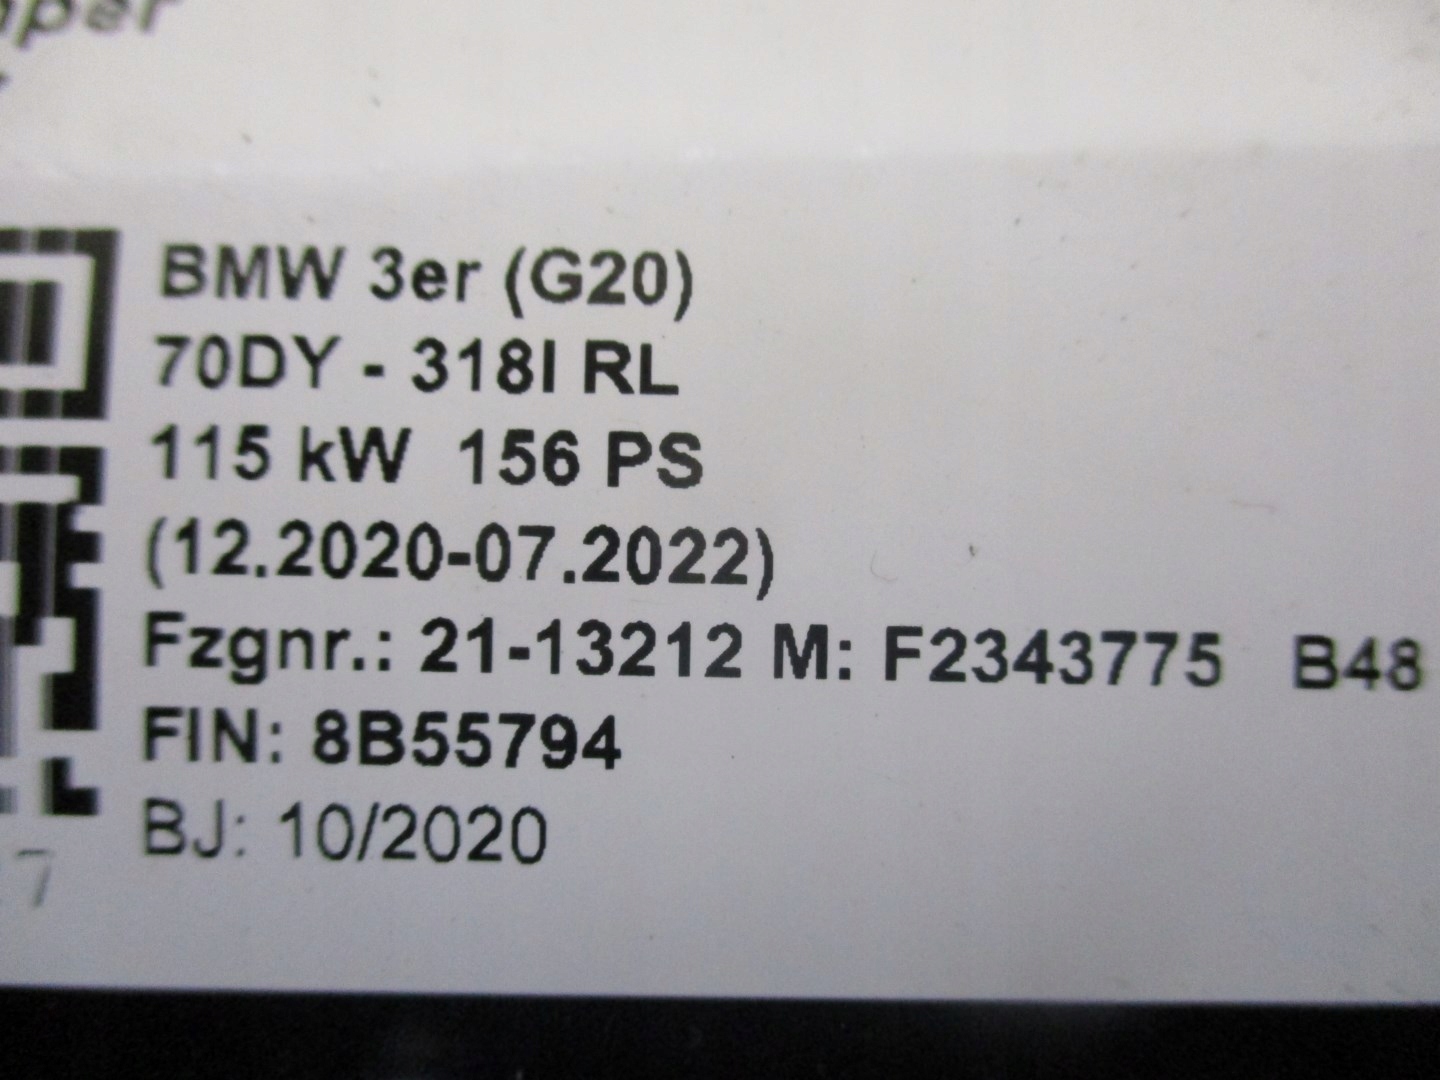 BMW 3er (G20)
70DY - 318I RL
115 kW 156 PS
(12.2020-07.2022)
Fzgnr.: 21-13212 M: F2343775 B48
FIN: 8B55794
BJ: 10/2020
7